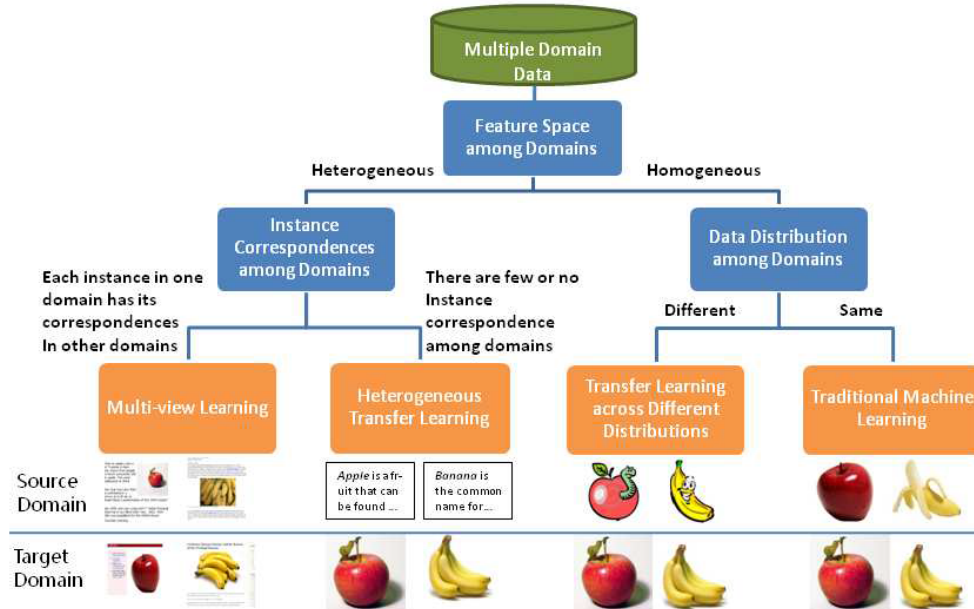 Multiple Domain
Data
Feature Space
among Domains
Heterogeneous
Homogeneous
Instance
Correspondences
among Domains
Data Distribution
among Domains
Each instance in one
domain has its
correspondences
In other domains
There are few or no
Instance
correspondence
among domains
Different
Same
Multi-view Learning
Heterogeneous
Transfer Learning
Transfer Learning
across Different
Distributions
Traditional Machine
Learning
Source
Domain
Apple is a fr-
uit that can
be found ...
Banana is
the common
name for...
Target
Domain